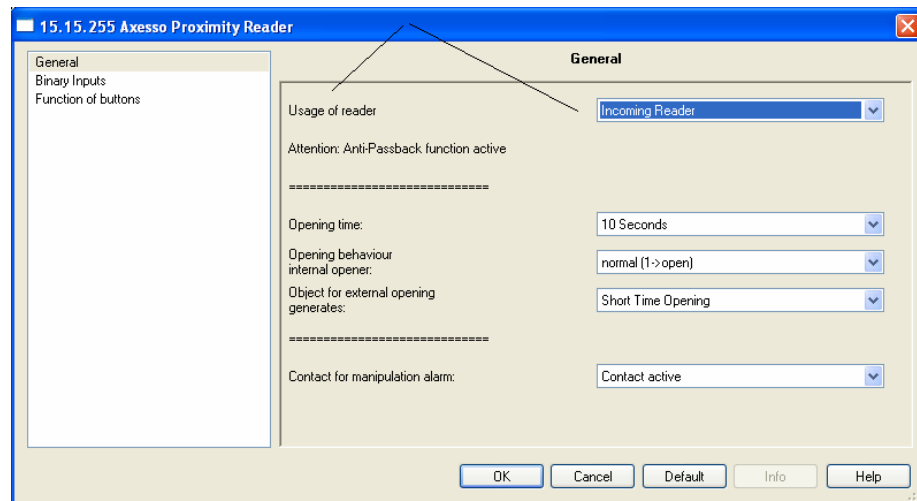 15.15.255 Axesso Proximity Reader
General
Binary Inputs
Function of buttons
General
Usage of reader
Incoming Reader
Attention: Anti-Passback function active
=============================
Opening time:
10 Seconds
Opening behaviour
internal opener:
normal (1->open)
Object for external opening
generates:
Short Time Opening
=============================
Contact for manipulation alarm:
Contact active
OK
Cancel
Default
Info
Help